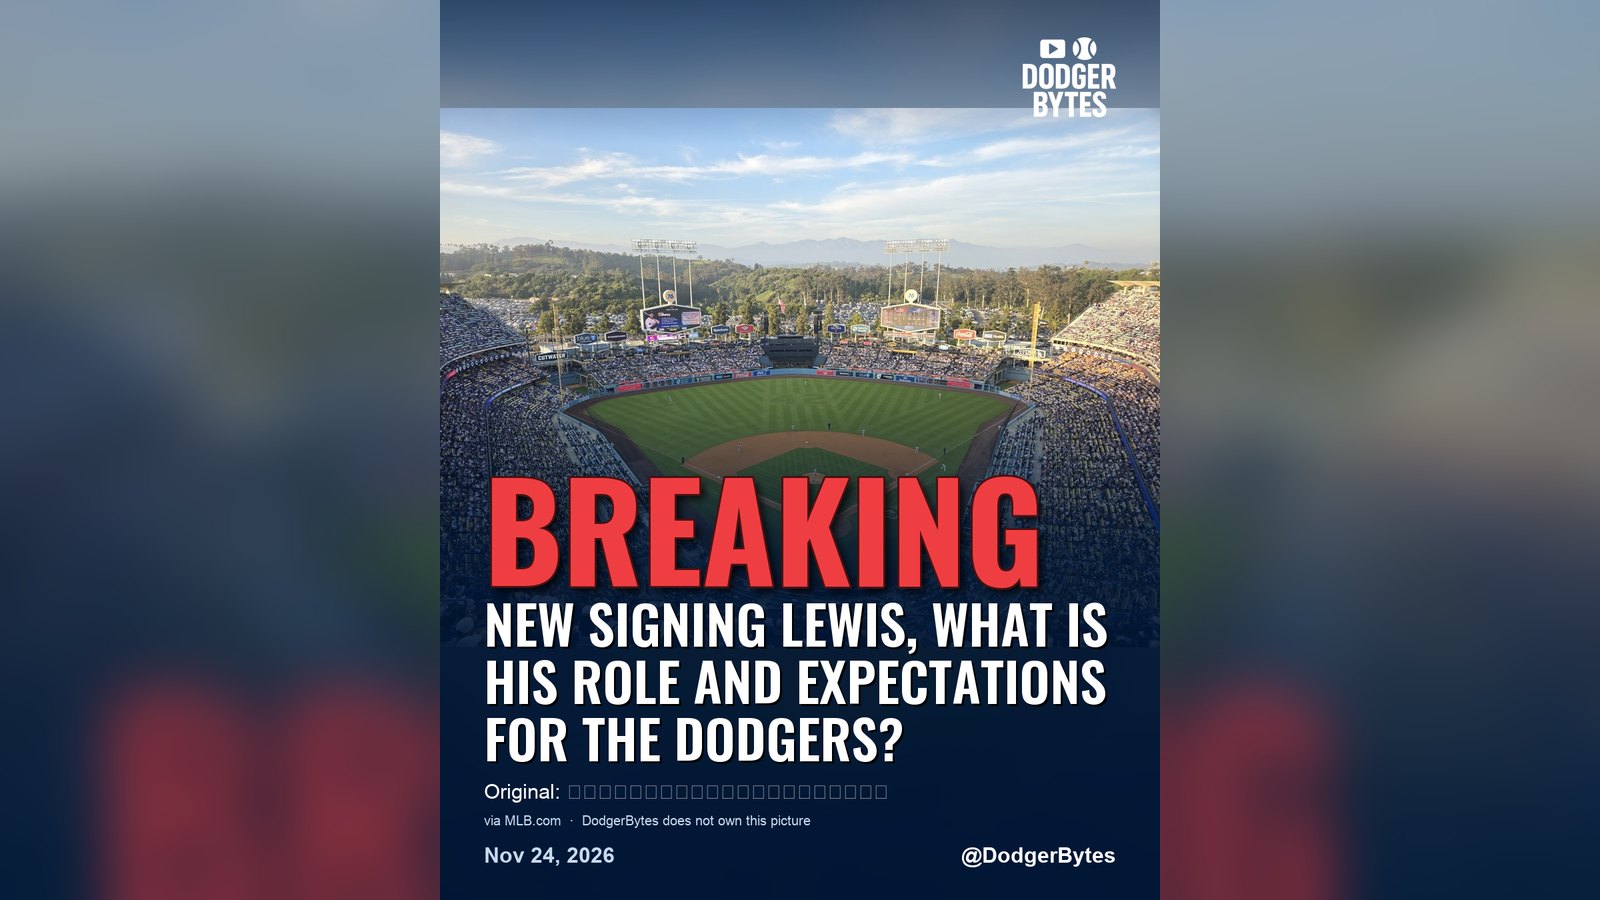 DODGER
BYTES
CUTWATER
BREAKING
NEW SIGNING LEWIS, WHAT IS
HIS ROLE AND EXPECTATIONS
FOR THE DODGERS?
Original: □□□□□□□□□□□□□□□□□□□□□
via MLB.com · DodgerBytes does not own this picture
Nov 24, 2026
@DodgerBytes